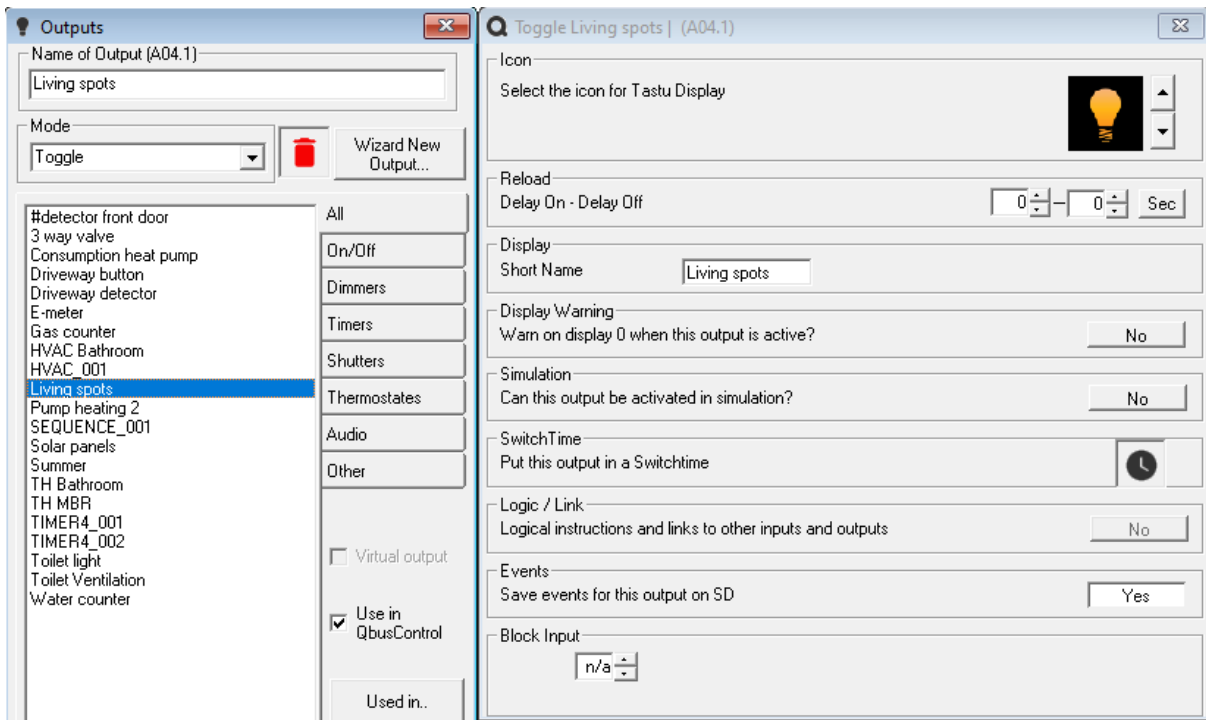 Outputs
Name of Output (A04.1)
Living spots
Mode
Toggle
Wizard New
Output...
#detector front door
3 way valve
Consumption heat pump
Driveway button
Driveway detector
E-meter
Gas counter
HVAC Bathroom
HVAC_001
Living spots
Pump heating 2
SEQUENCE_001
Solar panels
Summer
TH Bathroom
TH MBR
TIMER4_001
TIMER4_002
Toilet light
Toilet Ventilation
Water counter
All
On/Off
Dimmers
Timers
Shutters
Thermostates
Audio
Other
Virtual output
Use in
QbusControl
Used in..
Toggle Living spots | (A04.1)
Icon
Select the icon for Tastu Display
Reload
Delay On - Delay Off
0 - 0 Sec
Display
Short Name Living spots
Display Warning
Warn on display 0 when this output is active? No
Simulation
Can this output be activated in simulation? No
SwitchTime
Put this output in a Switchtime
Logic / Link
Logical instructions and links to other inputs and outputs No
Events
Save events for this output on SD Yes
Block Input
n/a